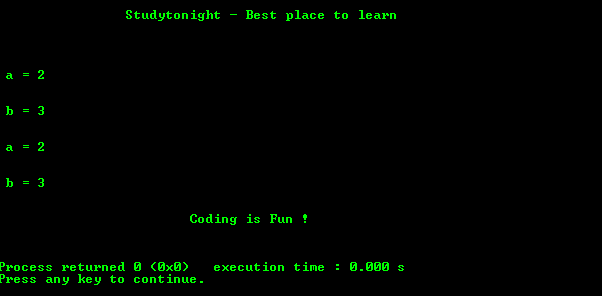 Studytonight - Best place to learn
a = 2
b = 3
a = 2
b = 3
Coding is Fun !
Process returned 0 (0x0)   execution time : 0.000 s
Press any key to continue.